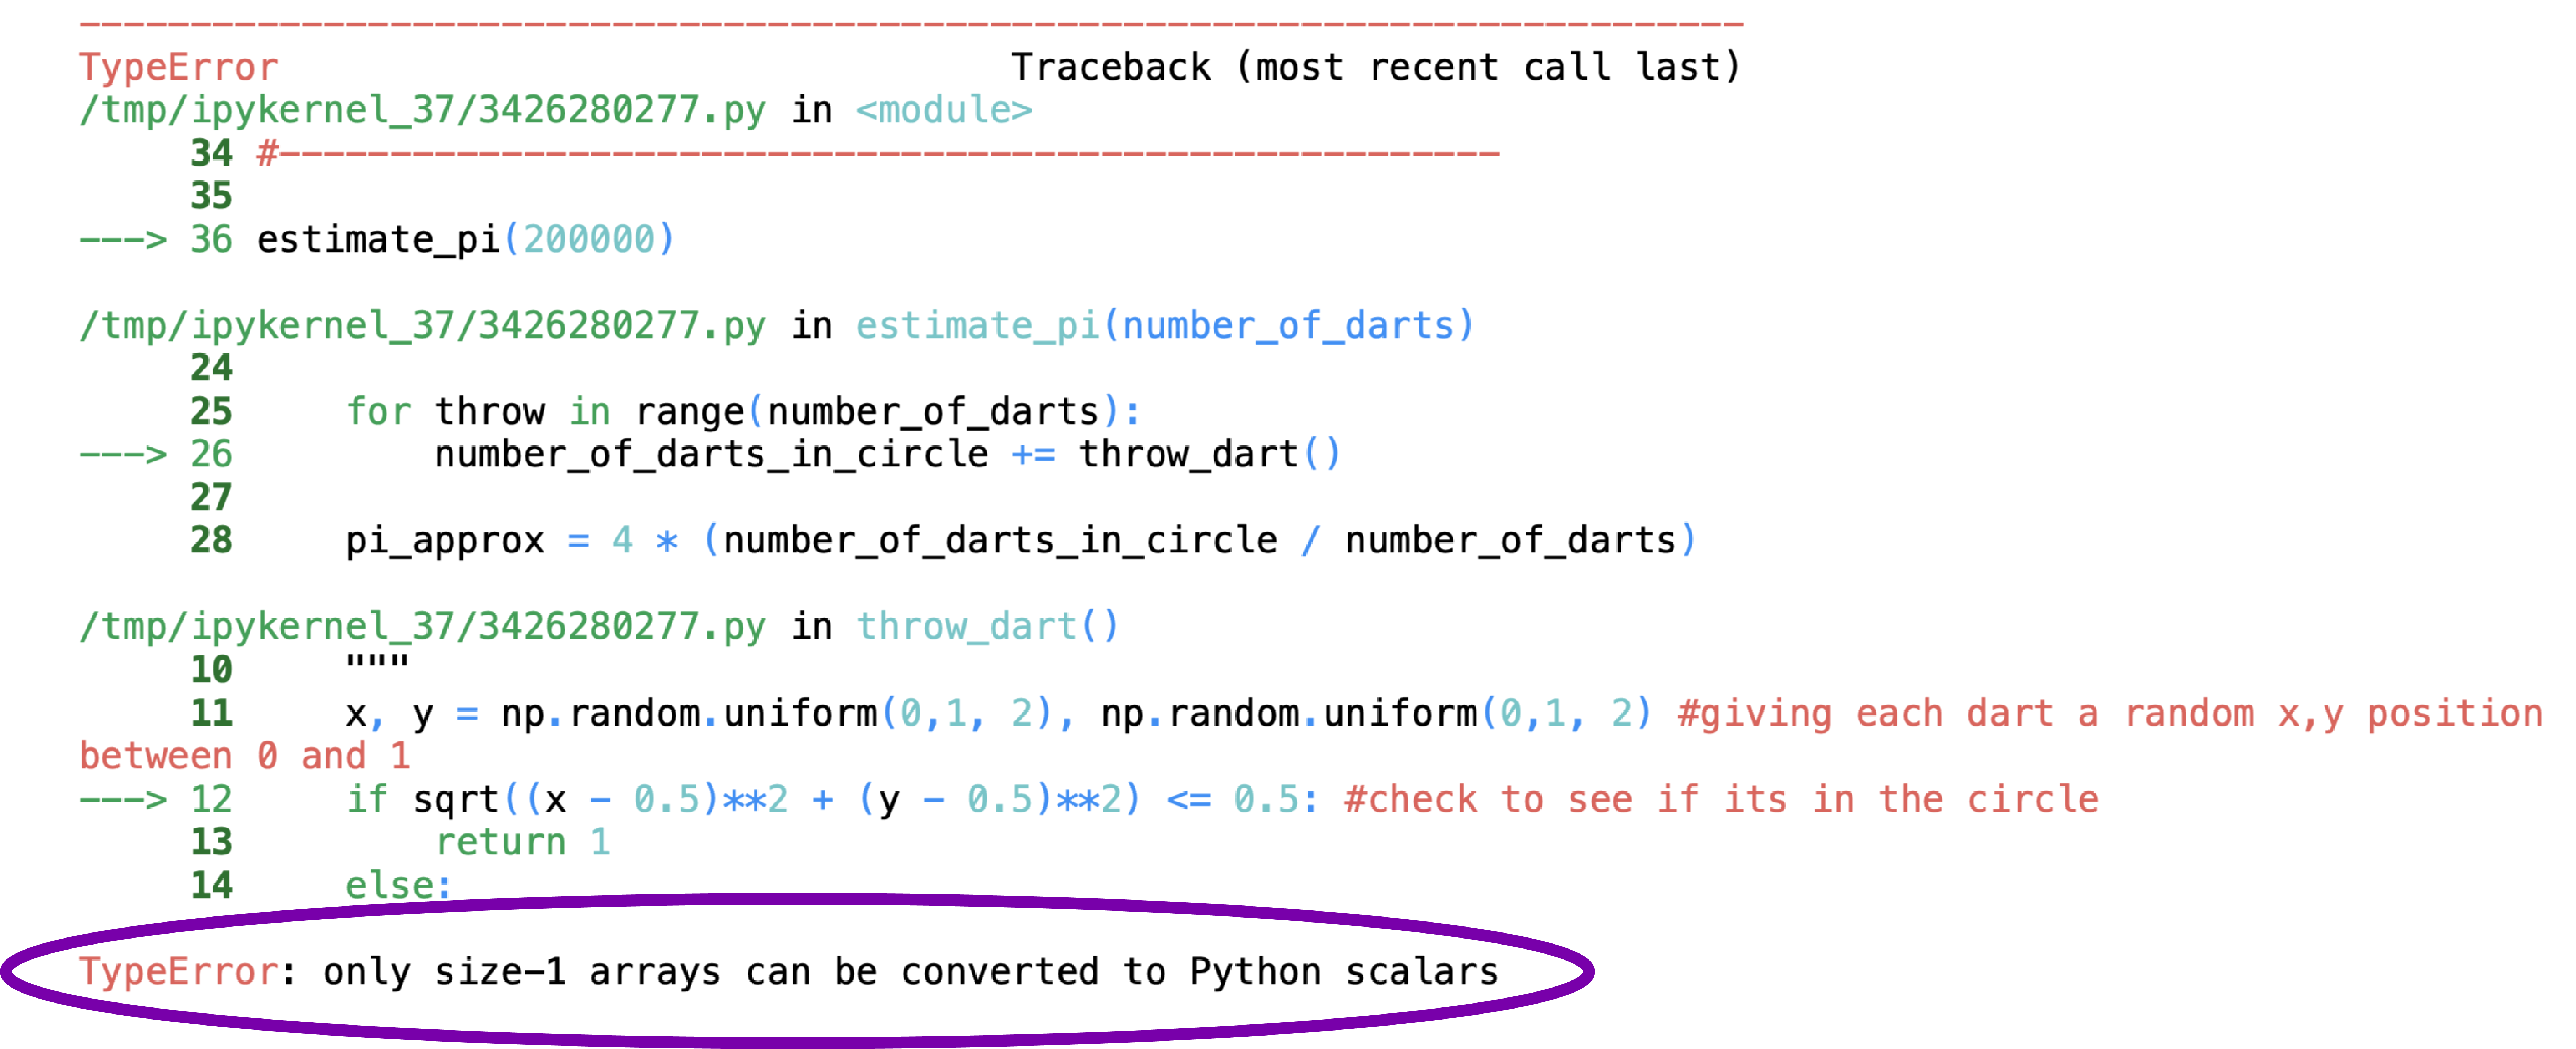 ---------------------------------------------------------------------------
TypeError                                 Traceback (most recent call last)
/tmp/ipykernel_37/3426280277.py in <module>
     34 #-------------------------------------------------------
     35
---> 36 estimate_pi(200000)
/tmp/ipykernel_37/3426280277.py in estimate_pi(number_of_darts)
     24
     25     for throw in range(number_of_darts):
---> 26         number_of_darts_in_circle += throw_dart()
     27
     28     pi_approx = 4 * (number_of_darts_in_circle / number_of_darts)
/tmp/ipykernel_37/3426280277.py in throw_dart()
     10     """
     11     x, y = np.random.uniform(0,1, 2), np.random.uniform(0,1, 2) #giving each dart a random x,y position
between 0 and 1
---> 12     if sqrt((x - 0.5)**2 + (y - 0.5)**2) <= 0.5: #check to see if its in the circle
     13         return 1
     14     else:
TypeError: only size-1 arrays can be converted to Python scalars